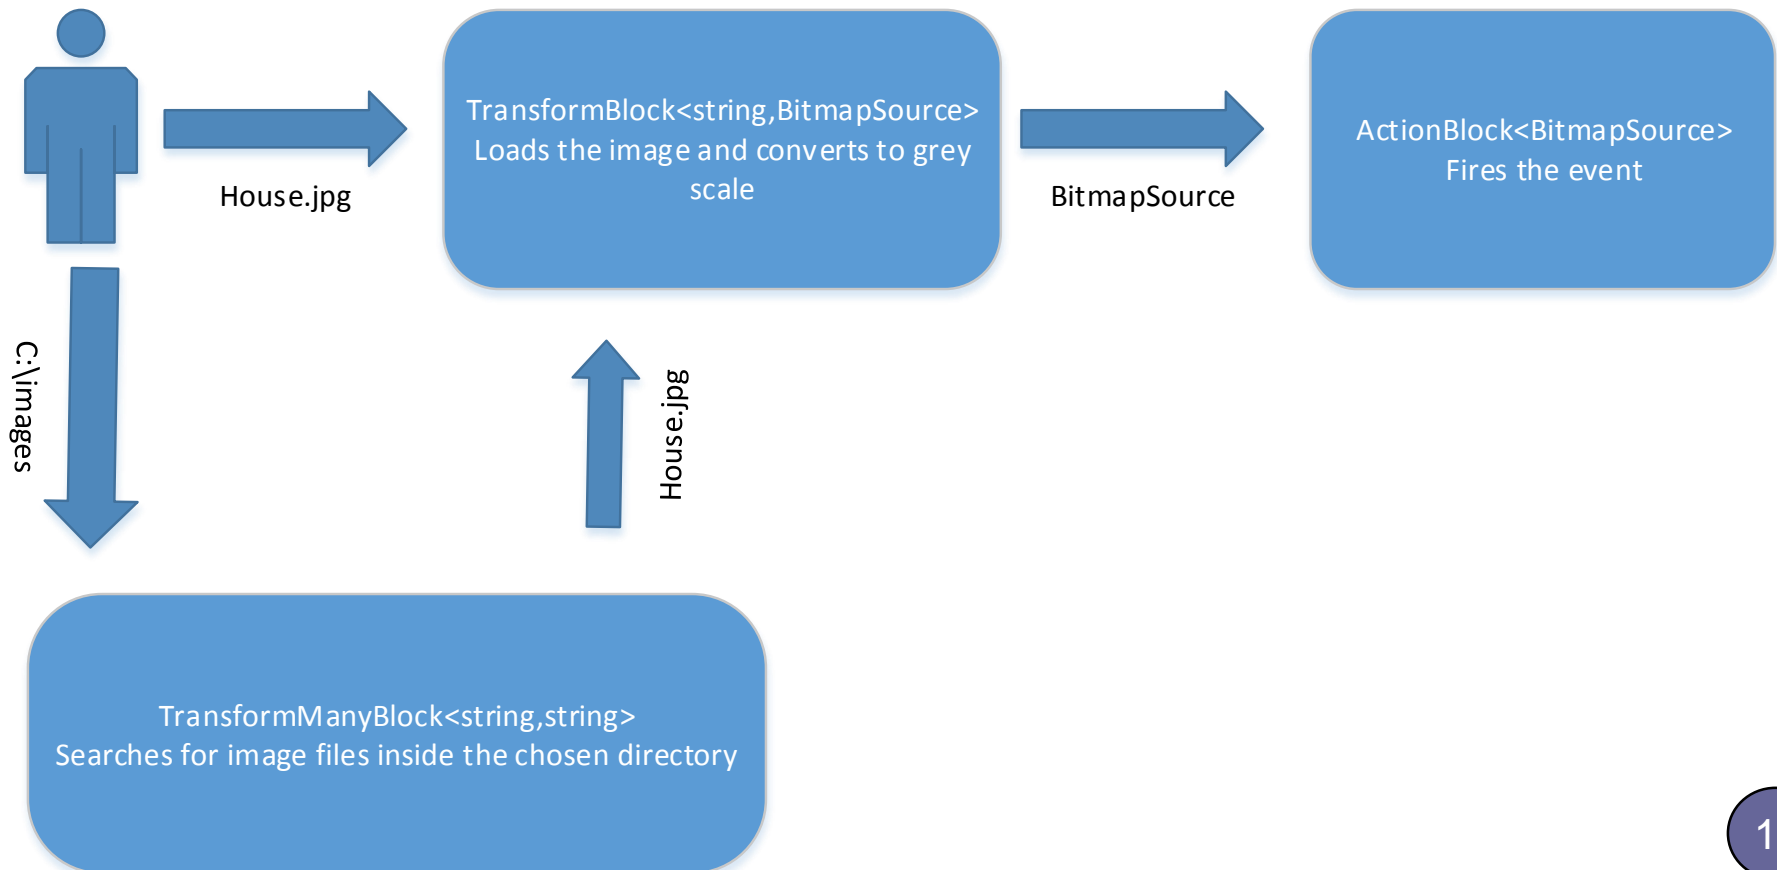 TransformBlock<string,BitmapSource>
Loads the image and converts to grey
scale
ActionBlock<BitmapSource>
Fires the event
House.jpg
BitmapSource
C:\images
House.jpg
TransformManyBlock<string,string>
Searches for image files inside the chosen directory
1